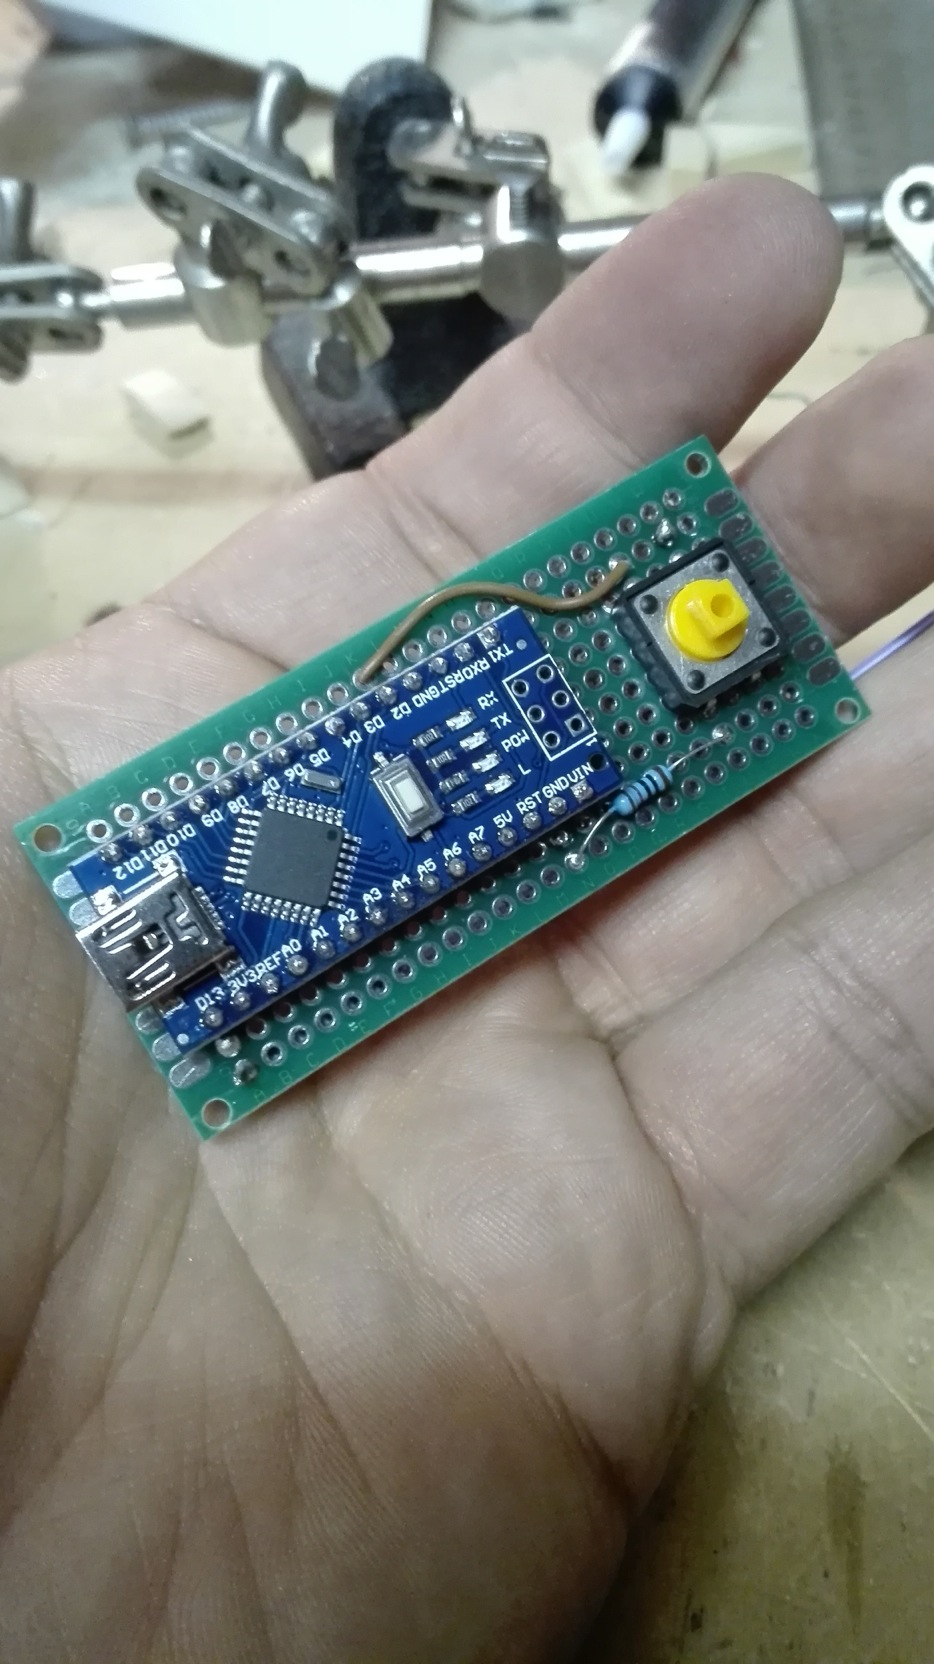 TX1 RX0 RST GND D2 D3 D4 D5 D6 D7 D8 D9 D10 D11 D12
RX
TX
POW
L
1
D13 3V3 REF A0 A1 A2 A3 A4 A5 A6 A7 5V RST GND VIN